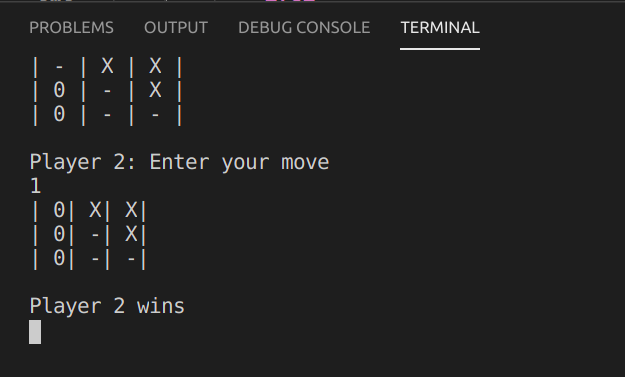 PROBLEMS OUTPUT DEBUG CONSOLE TERMINAL
| - | X | X |
| 0 | - | X |
| 0 | - | - |
Player 2: Enter your move
1
| 0| X| X|
| 0| -| X|
| 0| -| -|
Player 2 wins